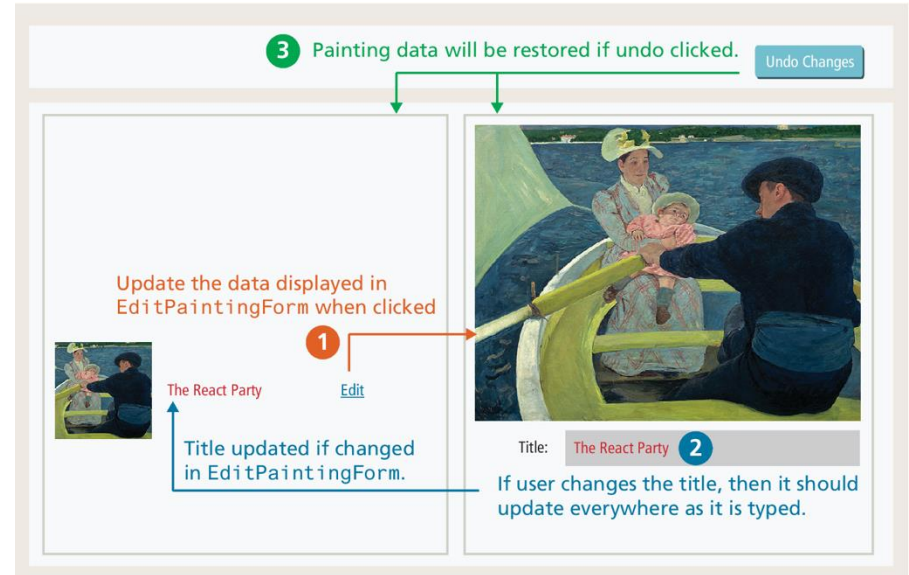 3 Painting data will be restored if undo clicked.
Undo Changes
Update the data displayed in
EditPaintingForm when clicked
1
The React Party
Edit
Title updated if changed
in EditPaintingForm.
Title:
The React Party
2
If user changes the title, then it should
update everywhere as it is typed.